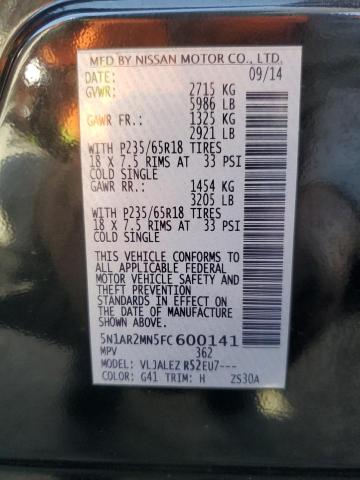 MFD BY NISSAN MOTOR CO., LTD.
DATE: 09/14
GVWR: 2715 KG
5986 LB
GAWR FR.: 1325 KG
2921 LB
WITH P235/65R18 TIRES
18 X 7.5 RIMS AT 33 PSI
COLD SINGLE
GAWR RR.: 1454 KG
3205 LB
WITH P235/65R18 TIRES
18 X 7.5 RIMS AT 33 PSI
COLD SINGLE
THIS VEHICLE CONFORMS TO
ALL APPLICABLE FEDERAL
MOTOR VEHICLE SAFETY AND
THEFT PREVENTION
STANDARDS IN EFFECT ON
THE DATE OF MANUFACTURE
SHOWN ABOVE.
5N1AR2MN5FC600141
MPV 362
MODEL: VLJALEZ R52EU7---
COLOR: G41 TRIM: H ZS30A